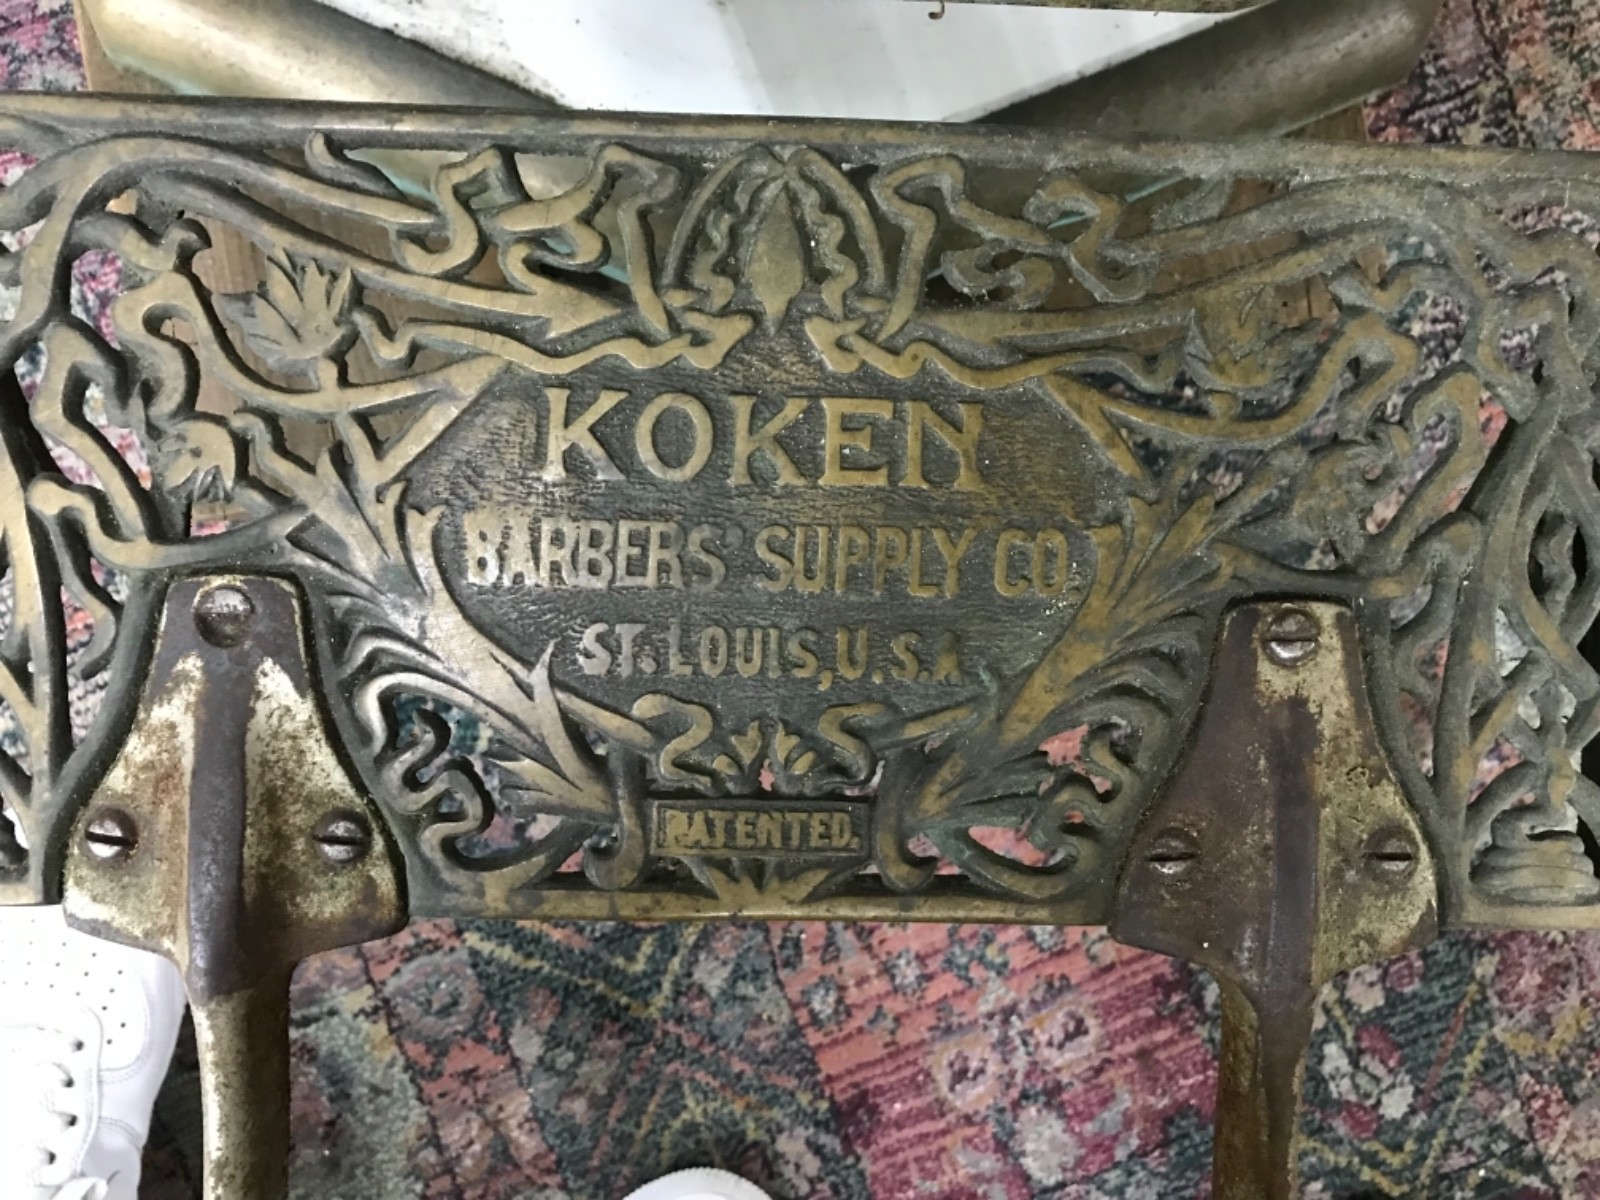 KOKEN
BARBERS' SUPPLY CO.
ST. LOUIS, U.S.A
PATENTED.